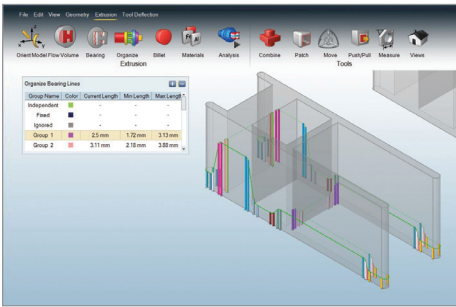 File Edit View Geometry Extrusion Tool Deflection
Orient Model Flow Volume Bearing Organize Billet Materials Analysis Combine Patch Move Push/Pull Measure Views
Extrusion Tools
Organize Bearing Lines
Group Name Color Current Length Min Length Max Lengtl
Independent - - -
Fixed - - -
Ignored - - -
Group 1 2.5 mm 1.72 mm 3.13 mm
Group 2 3.11 mm 2.18 mm 3.88 mm